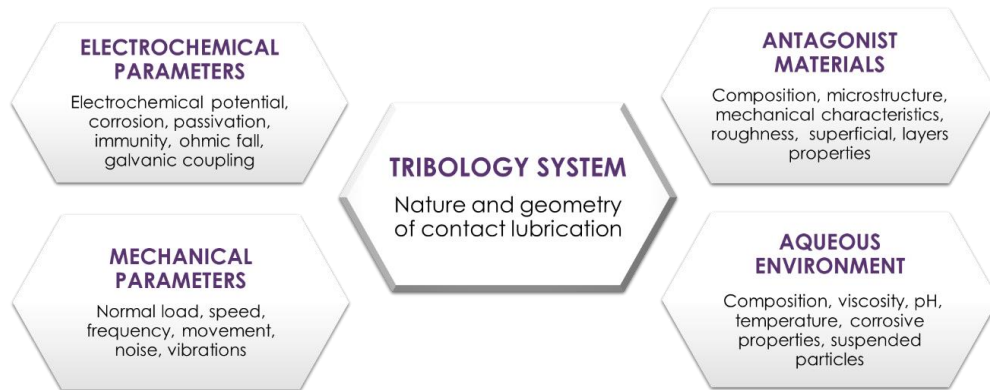 ELECTROCHEMICAL
PARAMETERS
Electrochemical potential,
corrosion, passivation,
immunity, ohmic fall,
galvanic coupling
MECHANICAL
PARAMETERS
Normal load, speed,
frequency, movement,
noise, vibrations
TRIBOLOGY SYSTEM
Nature and geometry
of contact lubrication
ANTAGONIST
MATERIALS
Composition, microstructure,
mechanical characteristics,
roughness, superficial, layers
properties
AQUEOUS
ENVIRONMENT
Composition, viscosity, pH,
temperature, corrosive
properties, suspended
particles